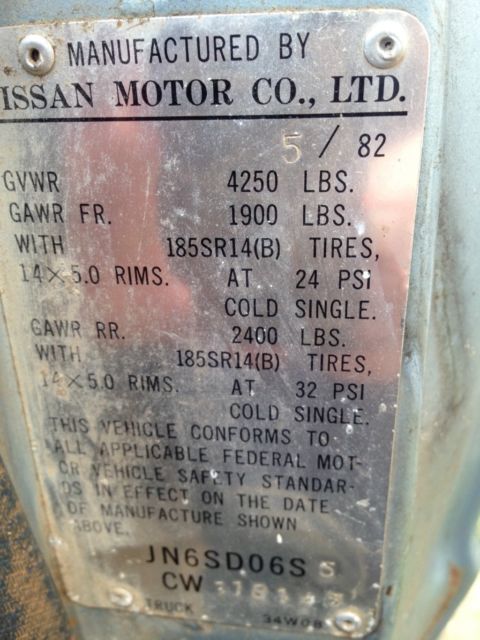 MANUFACTURED BY
ISSAN MOTOR CO., LTD.
5 / 82
GVWR 4250 LBS.
GAWR FR. 1900 LBS.
WITH 185SR14(B) TIRES,
14×5.0 RIMS. AT 24 PSI
COLD SINGLE.
GAWR RR. 2400 LBS.
WITH 185SR14(B) TIRES,
14×5.0 RIMS. AT 32 PSI
COLD SINGLE.
THIS VEHICLE CONFORMS TO
ALL APPLICABLE FEDERAL MOT-
OR VEHICLE SAFETY STANDAR-
DS IN EFFECT ON THE DATE
OF MANUFACTURE SHOWN
ABOVE.
JN6SD06S
CW
TRUCK 34W08